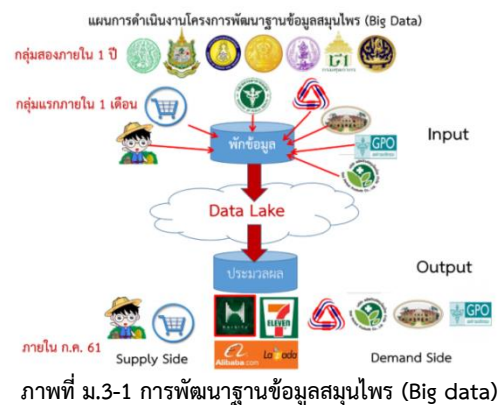 แผนการดำเนินงานโครงการพัฒนาฐานข้อมูลสมุนไพร (Big Data)
กลุ่มสองภายใน 1 ปี
กลุ่มแรกภายใน 1 เดือน
Input
พักข้อมูล
GPO
Data Lake
ประมวลผล
Output
7
ELEVEN
GPO
Alibaba.com
Lazada
ภายใน ก.ค. 61
Supply Side
Demand Side
ภาพที่ ม.3-1 การพัฒนาฐานข้อมูลสมุนไพร (Big data)